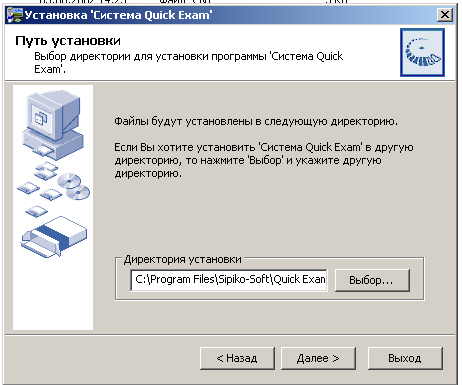 Установка 'Система Quick Exam'
Путь установки
Выбор директории для установки программы 'Система Quick
Exam'.
Файлы будут установлены в следующую директорию.
Если Вы хотите установить 'Система Quick Exam' в другую
директорию, то нажмите 'Выбор' и укажите другую
директорию.
Директория установки
C:\Program Files\Sipiko-Soft\Quick Exan
Выбор...
< Назад
Далее >
Выход